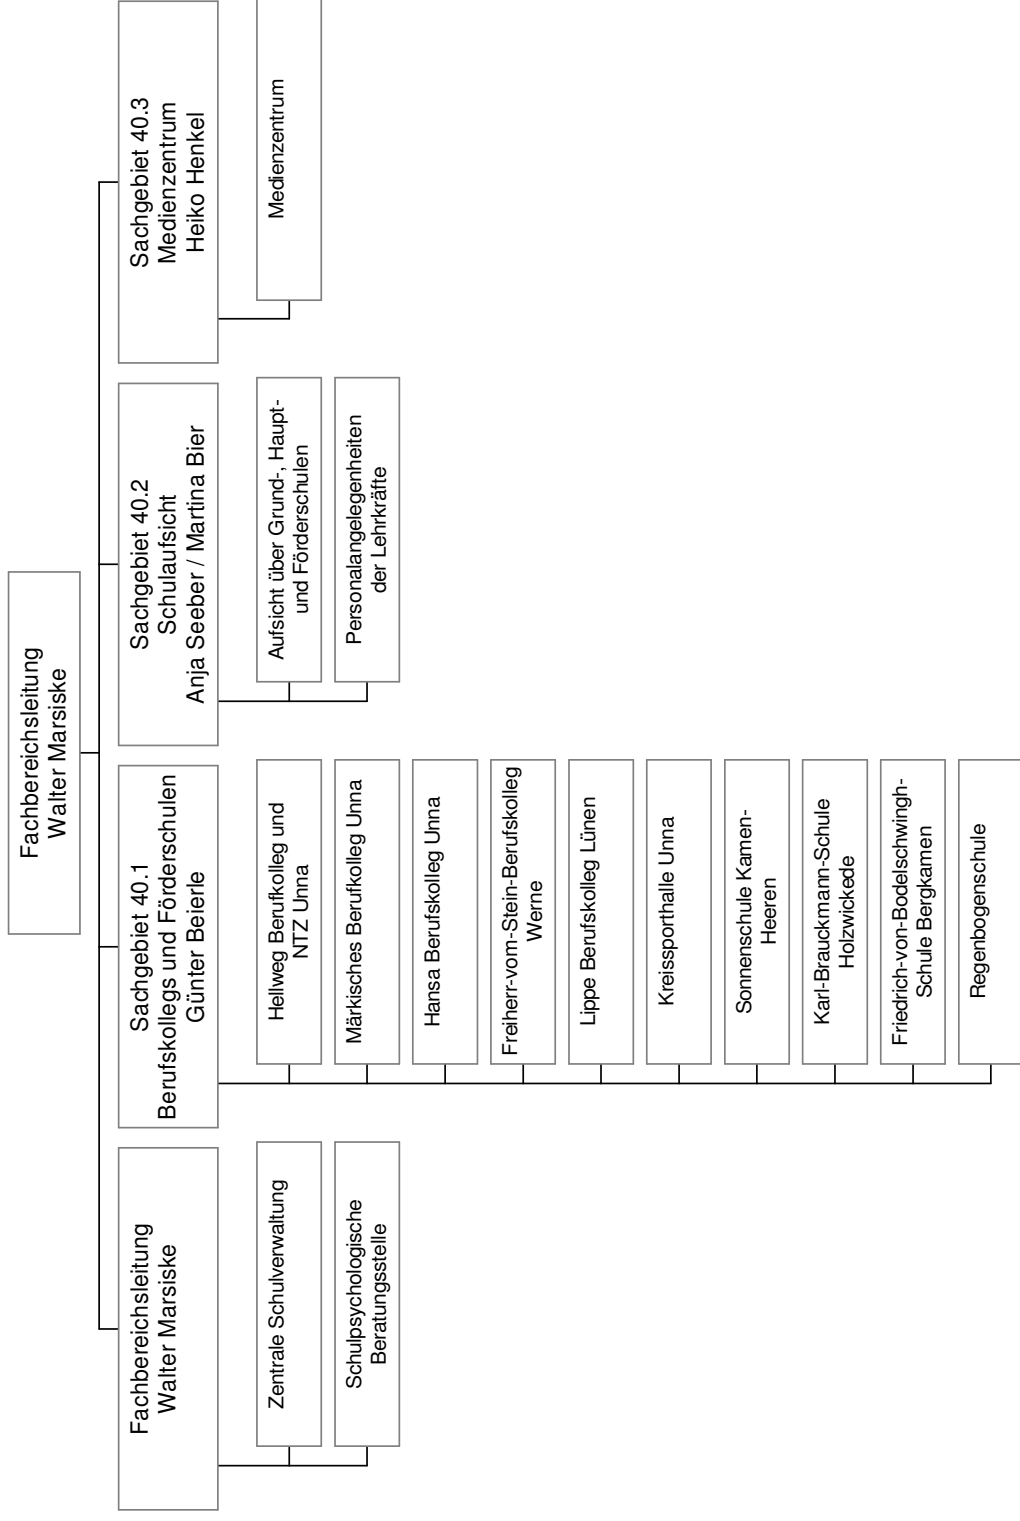 Fachbereichsleitung
Walter Marsiske
Fachbereichsleitung
Walter Marsiske
Zentrale Schulverwaltung
Schulpsychologische
Beratungsstelle
Sachgebiet 40.1
Berufskollegs und Förderschulen
Günter Beierle
Hellweg Berufkolleg und
NTZ Unna
Märkisches Berufkolleg Unna
Hansa Berufskolleg Unna
Freiherr-vom-Stein-Berufskolleg
Werne
Lippe Berufskolleg Lünen
Kreissporthalle Unna
Sonnenschule Kamen-
Heeren
Karl-Brauckmann-Schule
Holzwickede
Friedrich-von-Bodelschwingh-
Schule Bergkamen
Regenbogenschule
Sachgebiet 40.2
Schulaufsicht
Anja Seeber / Martina Bier
Aufsicht über Grund-, Haupt-
und Förderschulen
Personalangelegenheiten
der Lehrkräfte
Sachgebiet 40.3
Medienzentrum
Heiko Henkel
Medienzentrum